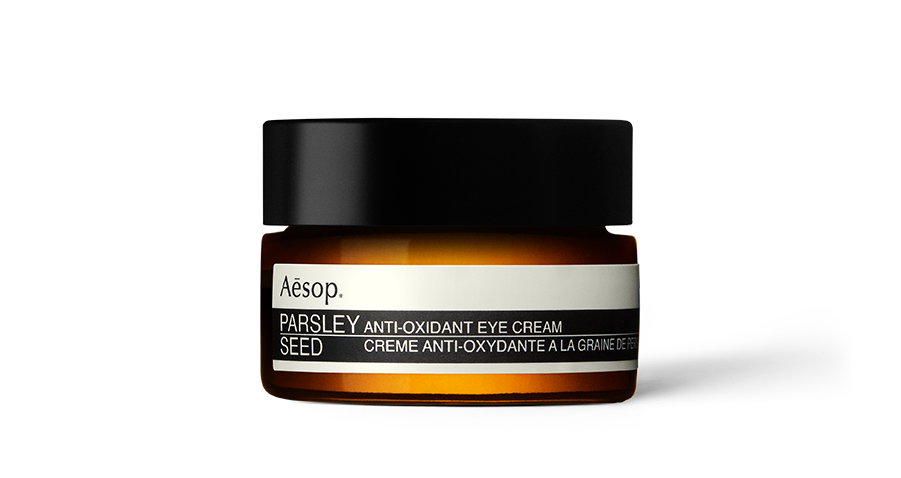 Aēsop.
PARSLEY SEED
ANTI-OXIDANT EYE CREAM
CREME ANTI-OXYDANTE A LA GRAINE DE